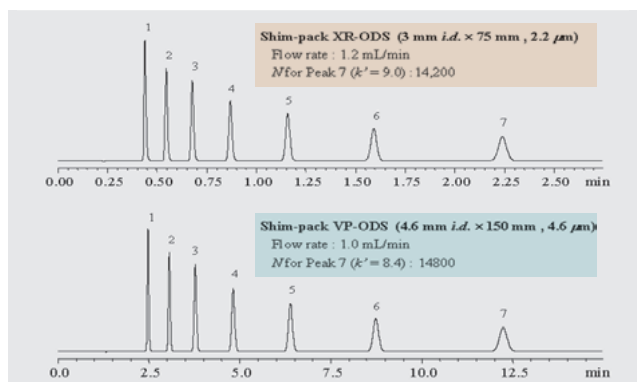 1
2
3
4
5
6
7
Shim-pack XR-ODS (3 mm i.d. × 75 mm , 2.2 μm)
Flow rate : 1.2 mL/min
N for Peak 7 (k'= 9.0) : 14,200
0.00 0.25 0.50 0.75 1.00 1.25 1.50 1.75 2.00 2.25 2.50 min
1
2
3
4
5
6
7
Shim-pack VP-ODS (4.6 mm i.d. × 150 mm , 4.6 μm)
Flow rate : 1.0 mL/min
N for Peak 7 (k'= 8.4) : 14800
0.0 2.5 5.0 7.5 10.0 12.5 min